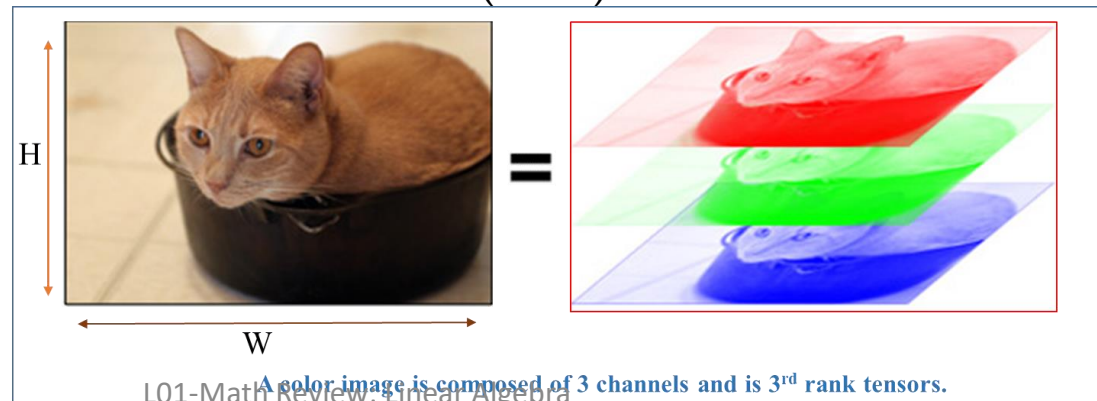 H
=
W
A color image is composed of 3 channels and is 3rd rank tensors.
L01-Math Review: Linear Algebra